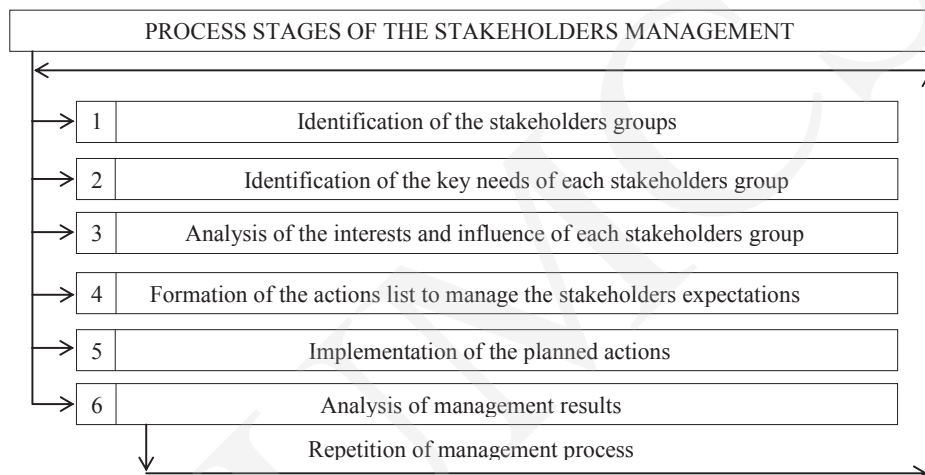 PROCESS STAGES OF THE STAKEHOLDERS MANAGEMENT
1 Identification of the stakeholders groups
2 Identification of the key needs of each stakeholders group
3 Analysis of the interests and influence of each stakeholders group
4 Formation of the actions list to manage the stakeholders expectations
5 Implementation of the planned actions
6 Analysis of management results
Repetition of management process
UMCS